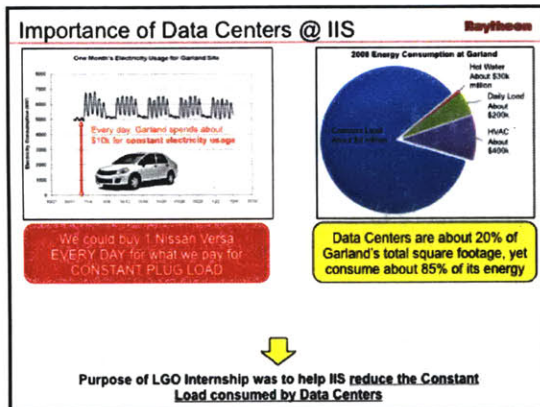 Importance of Data Centers @ IIS
Raytheon
One Month's Electricity Usage for Garland Site
Every day, Garland spends about
$10k for constant electricity usage
We could buy 1 Nissan Versa
EVERY DAY for what we pay for
CONSTANT PLUG LOAD
2008 Energy Consumption at Garland
Hot Water
About $30k
million
Daily Load
About
$200k
HVAC
About
$400k
Constant Load
Data Centers are about 20% of
Garland's total square footage, yet
consume about 85% of its energy
Purpose of LGO Internship was to help IIS reduce the Constant
Load consumed by Data Centers